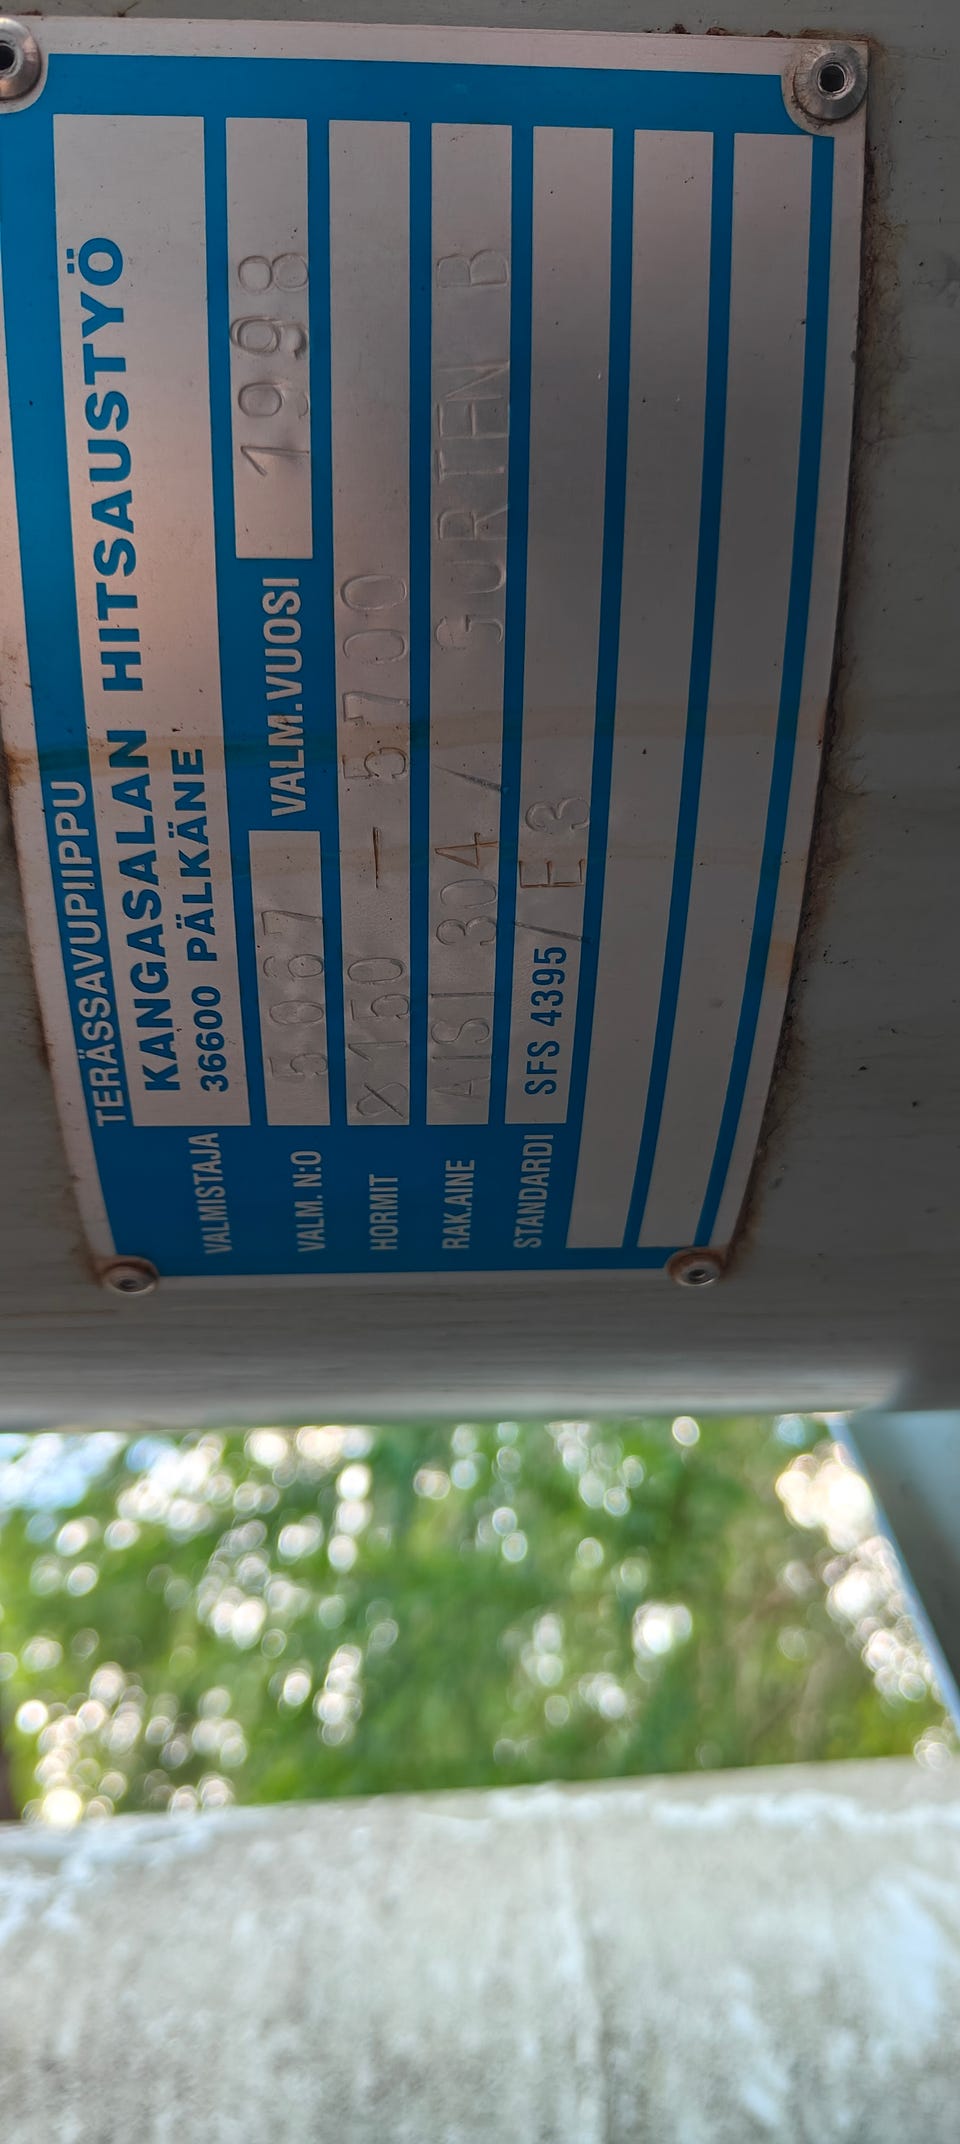 TERÄSSAVUPIIPPU
VALMISTAJA KANGASALAN HITSAUSTYÖ
36600 PÄLKÄNE
VALM. N:O 5067 VALM.VUOSI 1998
HORMIT Ø150 - 5700
RAK.AINE AISI 304 / GORTEN B
STANDARDI SFS 4395 / E3